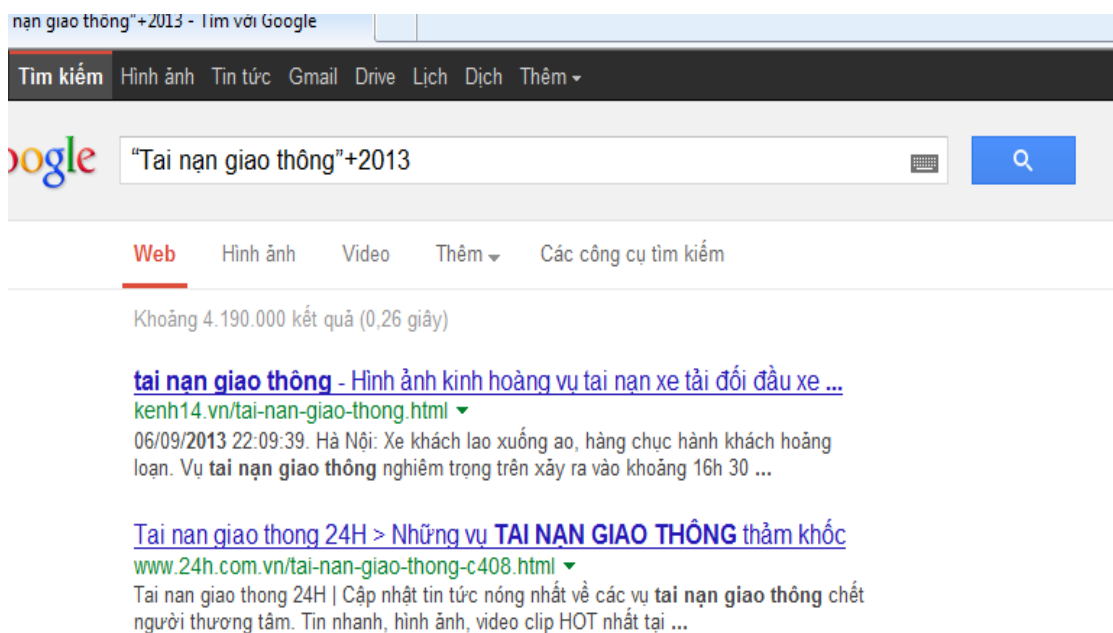 nạn giao thông"+2013 - Tìm với Google
Tìm kiếm Hình ảnh Tin tức Gmail Drive Lịch Dịch Thêm
oogle “Tai nạn giao thông”+2013
Web Hình ảnh Video Thêm Các công cụ tìm kiếm
Khoảng 4.190.000 kết quả (0,26 giây)
tai nạn giao thông - Hình ảnh kinh hoàng vụ tai nạn xe tải đối đầu xe ...
kenh14.vn/tai-nan-giao-thong.html
06/09/2013 22:09:39. Hà Nội: Xe khách lao xuống ao, hàng chục hành khách hoảng
loạn. Vụ tai nạn giao thông nghiêm trọng trên xảy ra vào khoảng 16h 30 ...
Tai nan giao thong 24H > Những vụ TAI NẠN GIAO THÔNG thảm khốc
www.24h.com.vn/tai-nan-giao-thong-c408.html
Tai nan giao thong 24H | Cập nhật tin tức nóng nhất về các vụ tai nạn giao thông chết
người thương tâm. Tin nhanh, hình ảnh, video clip HOT nhất tại ...